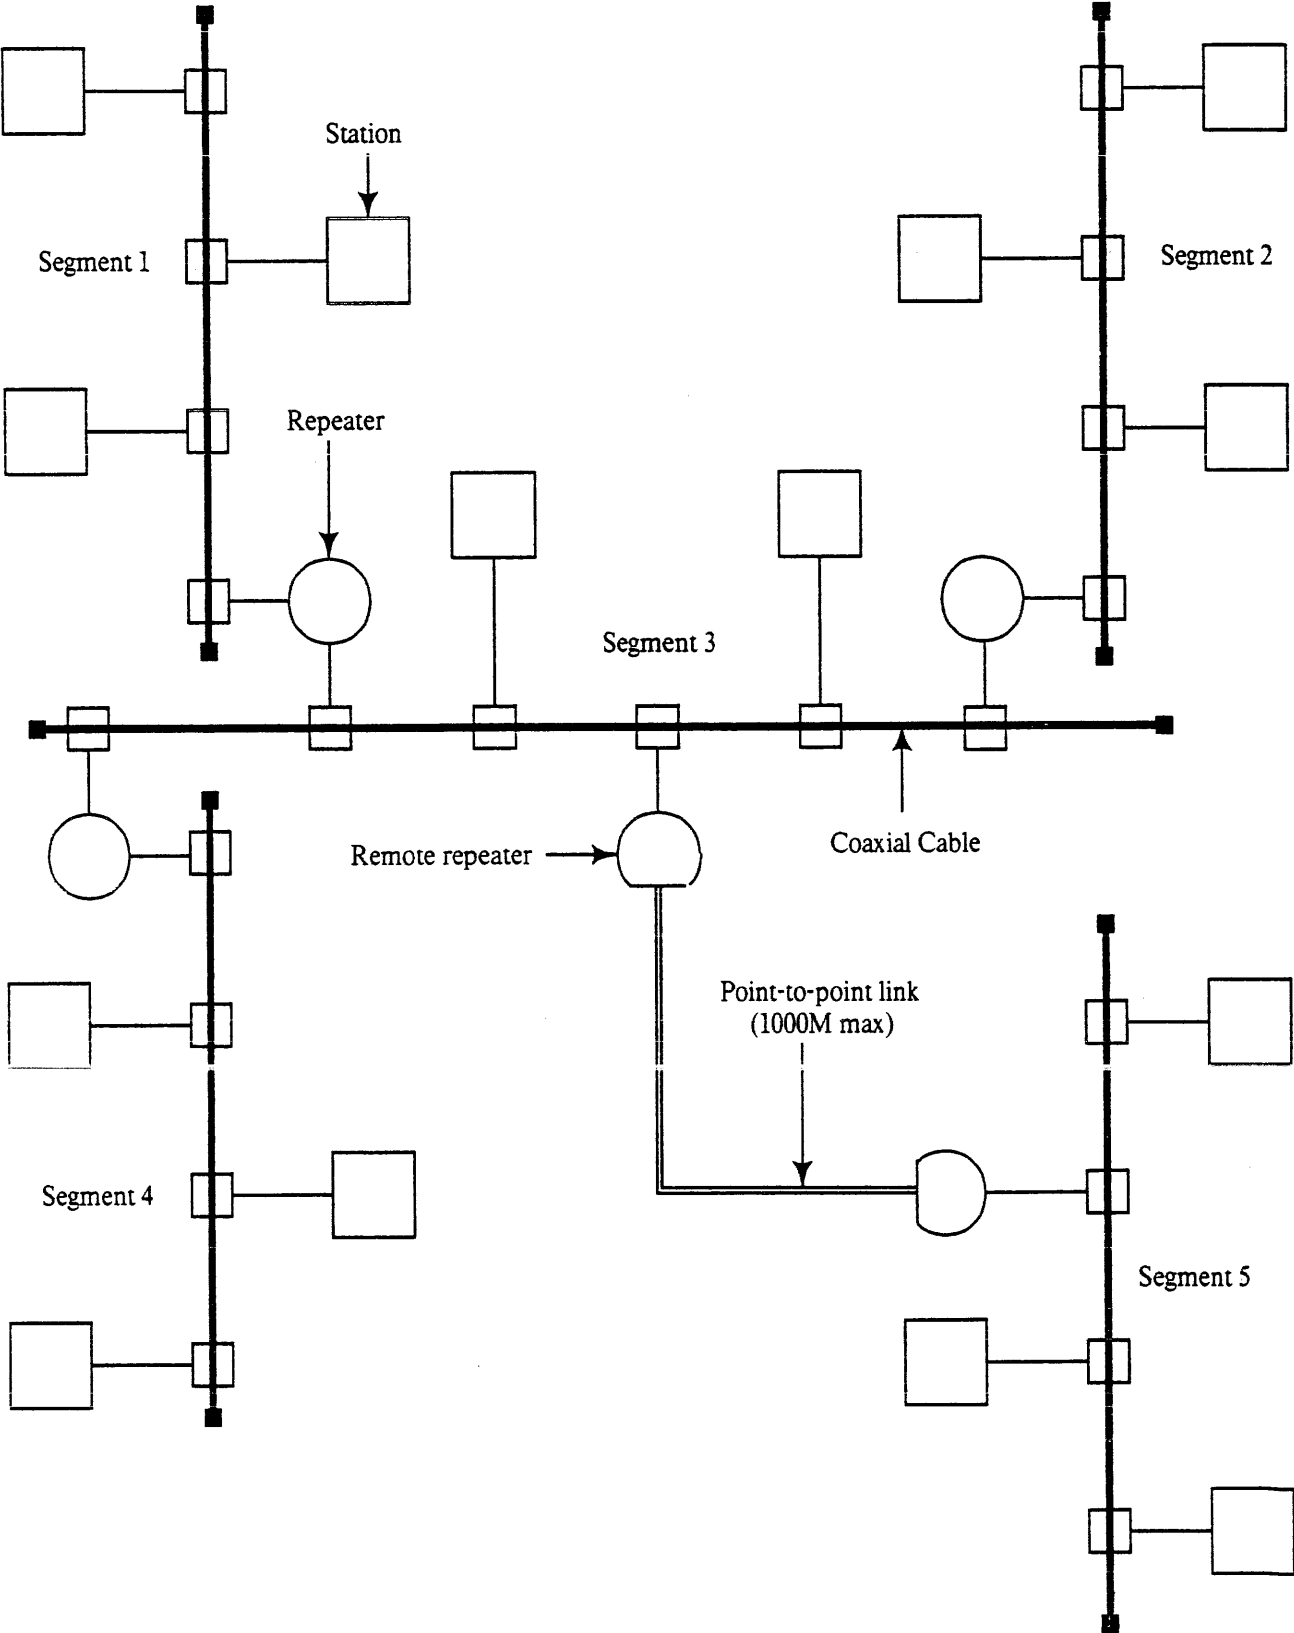 Station
Segment 1
Segment 2
Repeater
Segment 3
Remote repeater
Coaxial Cable
Point-to-point link
(1000M max)
Segment 4
Segment 5